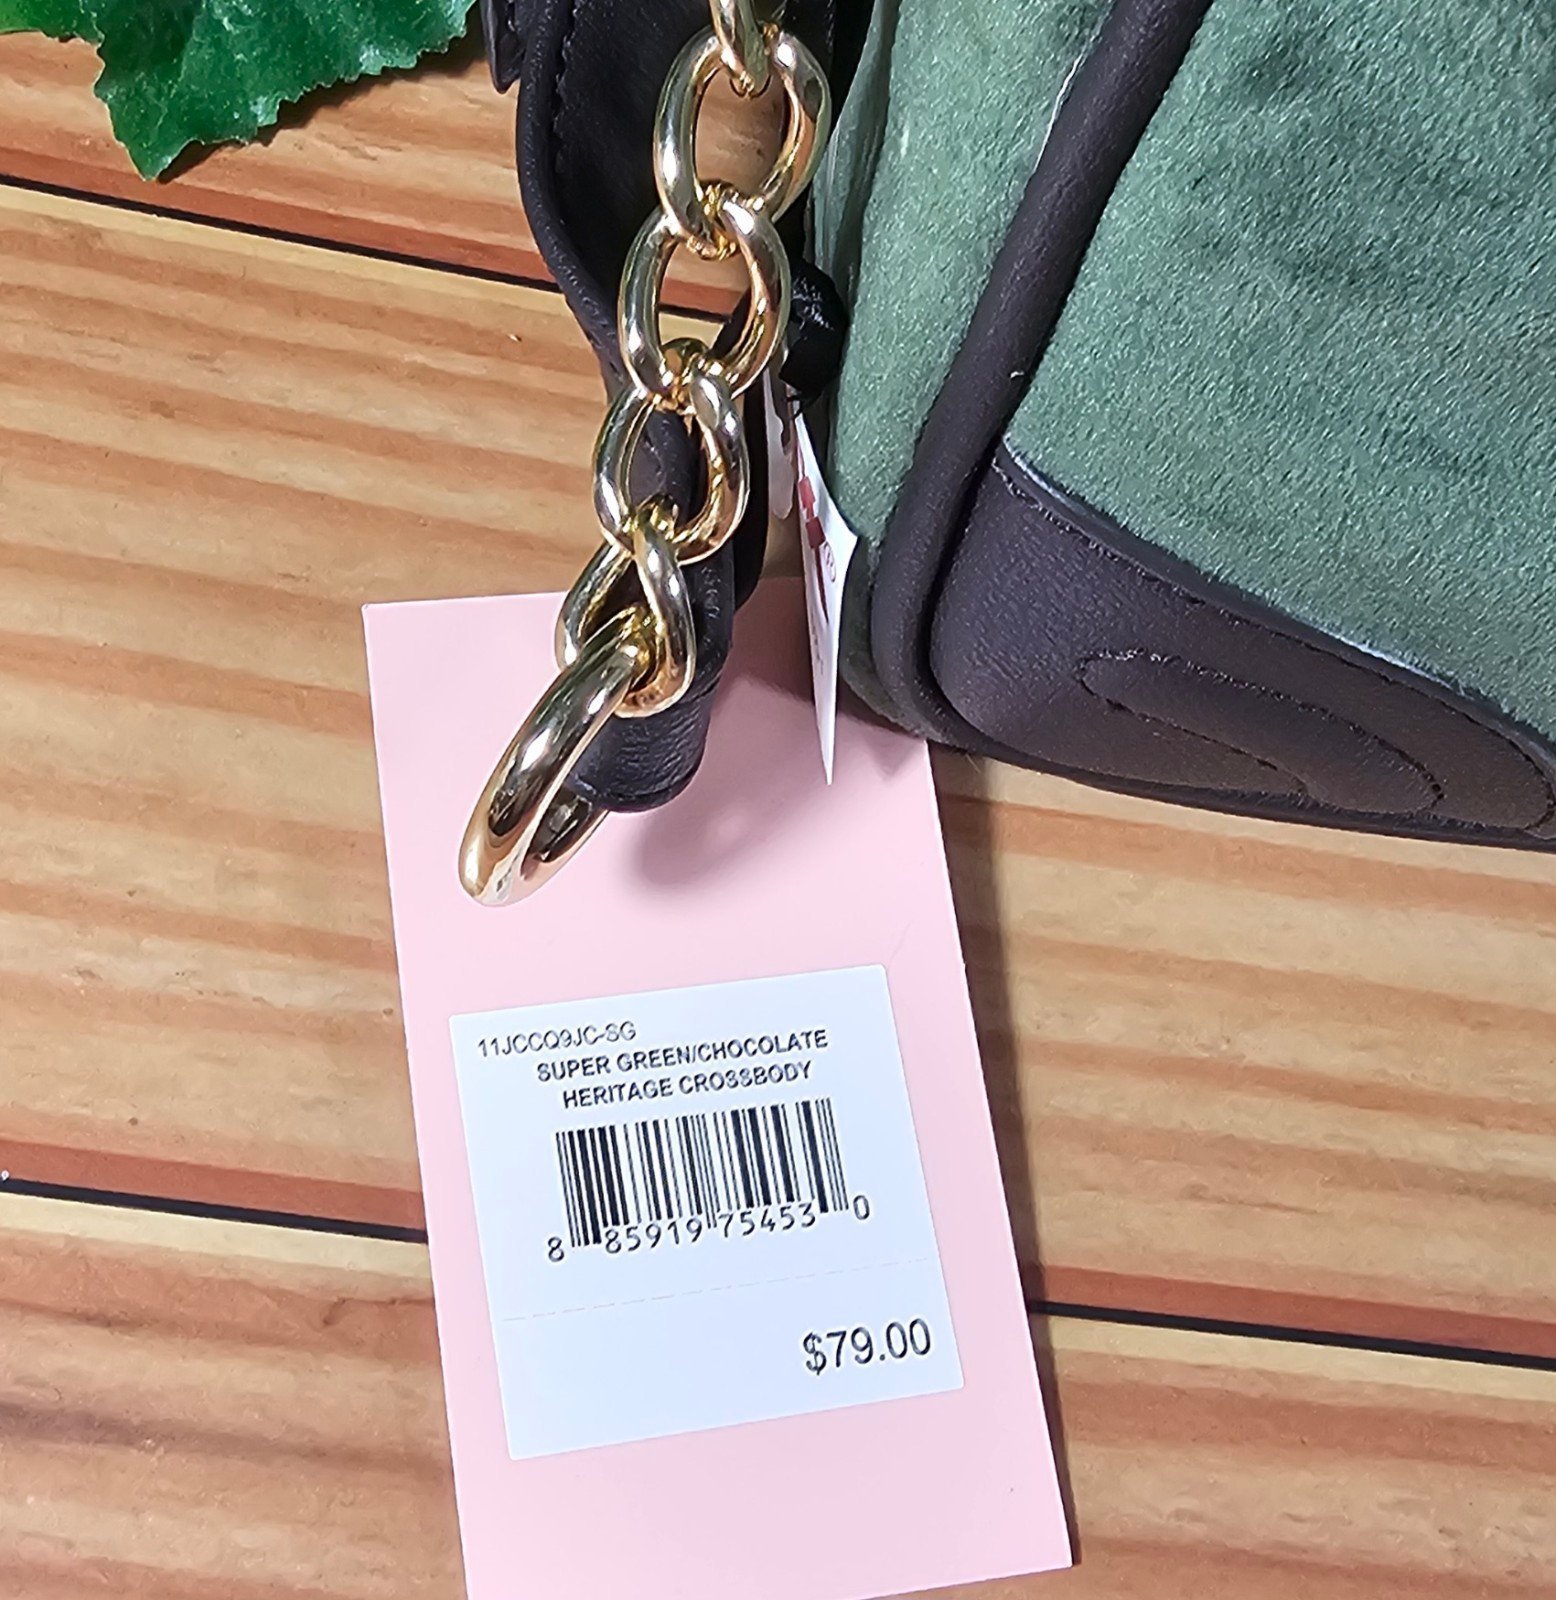 11JCCQ9JC-SG
SUPER GREEN/CHOCOLATE
HERITAGE CROSSBODY
8 85919 75453 0
$79.00